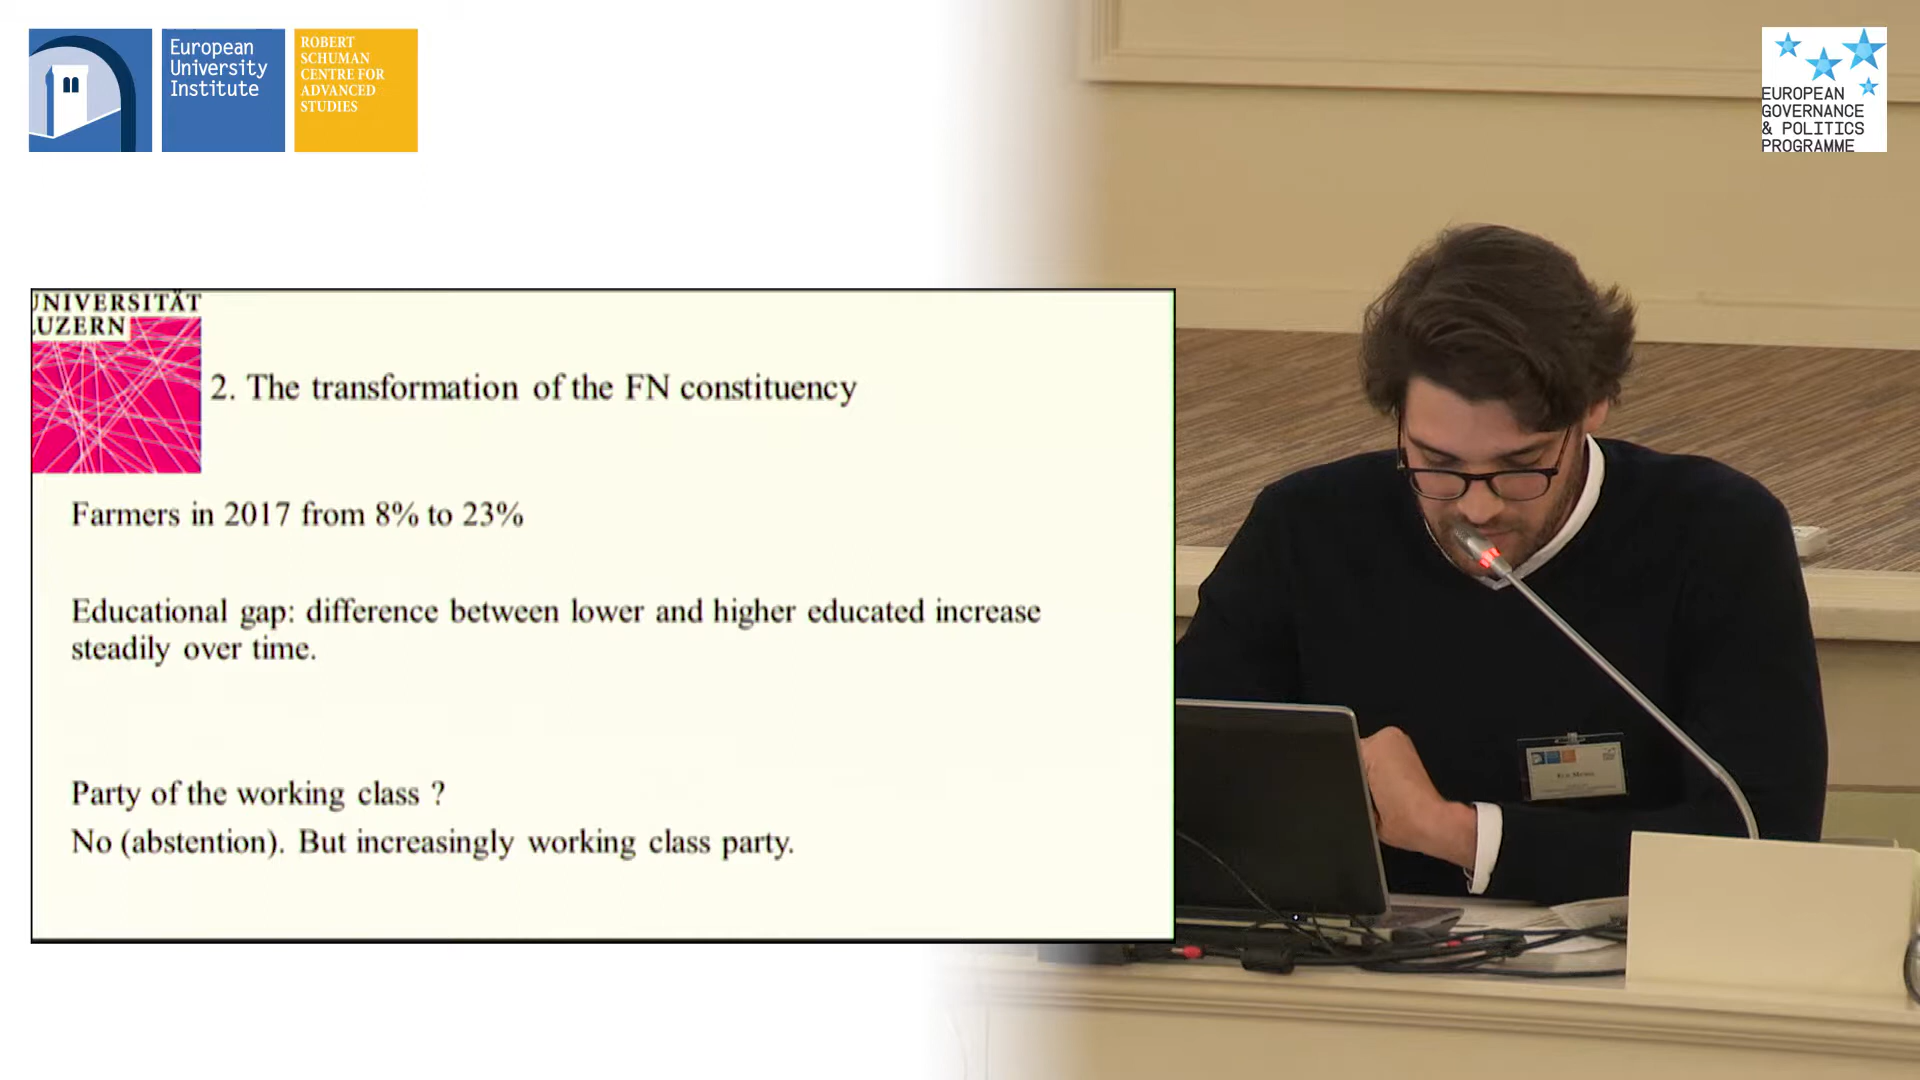 European
University
Institute
ROBERT
SCHUMAN
CENTRE FOR
ADVANCED
STUDIES
EUROPEAN
GOVERNANCE
& POLITICS
PROGRAMME
UNIVERSITÄT
LUZERN
2. The transformation of the FN constituency
Farmers in 2017 from 8% to 23%
Educational gap: difference between lower and higher educated increase
steadily over time.
Party of the working class ?
No (abstention). But increasingly working class party.